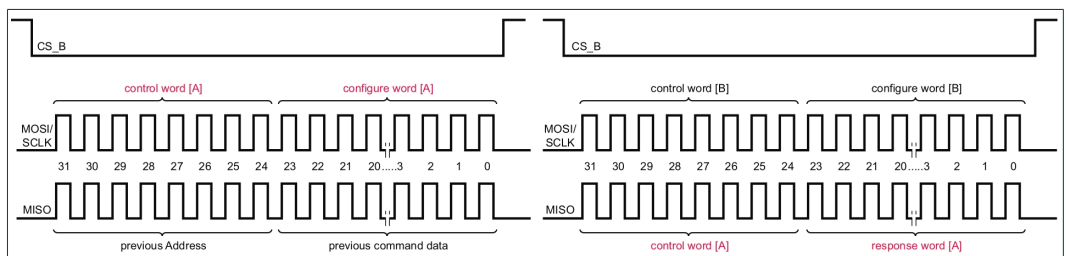 CS_B CS_B
control word [A] configure word [A] control word [B] configure word [B]
MOSI/ MOSI/
SCLK SCLK
31 30 29 28 27 26 25 24 23 22 21 20.....3 2 1 0 31 30 29 28 27 26 25 24 23 22 21 20.....3 2 1 0
MISO MISO
previous Address previous command data control word [A] response word [A]